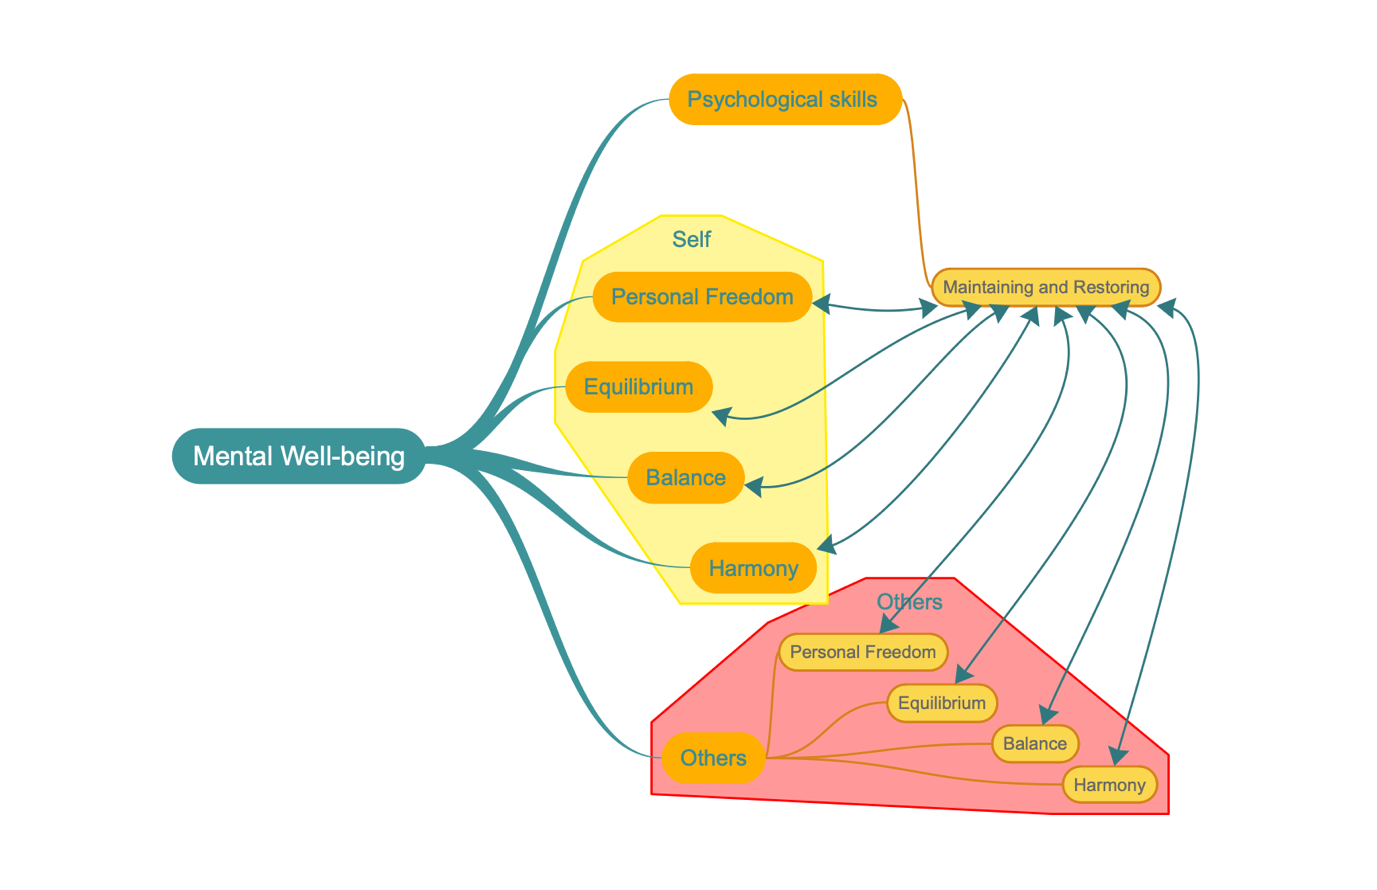 Psychological skills
Self
Personal Freedom
Maintaining and Restoring
Equilibrium
Mental Well-being
Balance
Harmony
Others
Personal Freedom
Equilibrium
Balance
Others
Harmony